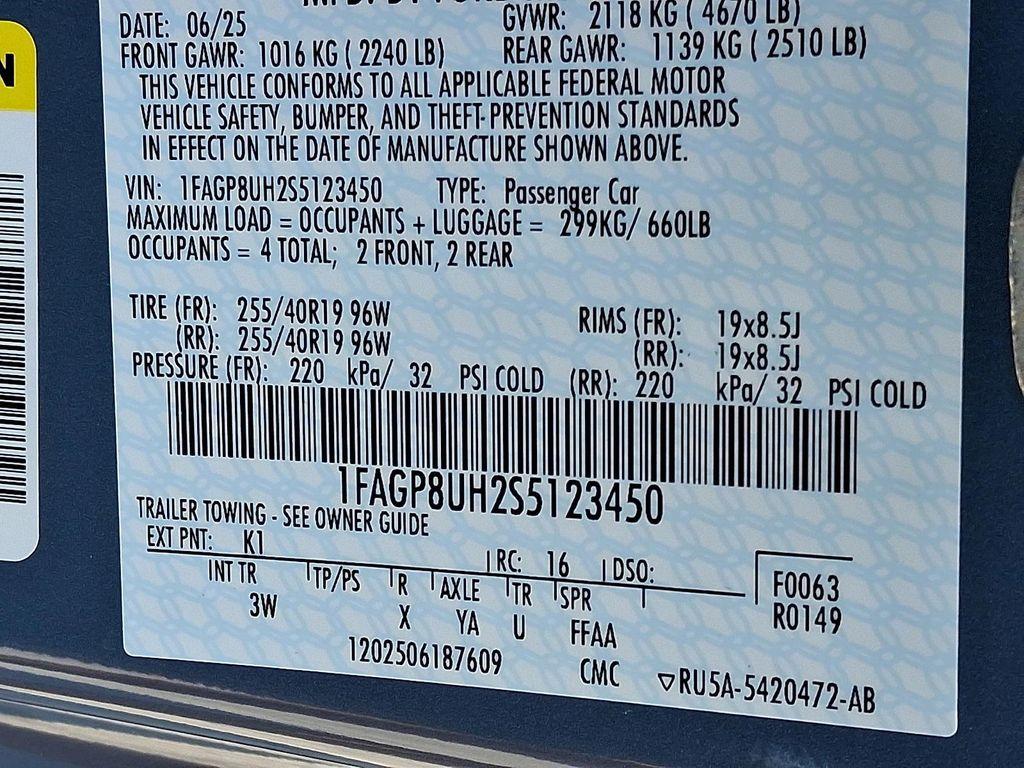 N
DATE: 06/25 GVWR: 2118 KG ( 4670 LB)
FRONT GAWR: 1016 KG ( 2240 LB) REAR GAWR: 1139 KG ( 2510 LB)
THIS VEHICLE CONFORMS TO ALL APPLICABLE FEDERAL MOTOR
VEHICLE SAFETY, BUMPER, AND THEFT-PREVENTION STANDARDS
IN EFFECT ON THE DATE OF MANUFACTURE SHOWN ABOVE.
VIN: 1FAGP8UH2S5123450 TYPE: Passenger Car
MAXIMUM LOAD = OCCUPANTS + LUGGAGE = 299KG/ 660LB
OCCUPANTS = 4 TOTAL; 2 FRONT, 2 REAR
TIRE (FR): 255/40R19 96W RIMS (FR): 19x8.5J
(RR): 255/40R19 96W (RR): 19x8.5J
PRESSURE (FR): 220 kPa/ 32 PSI COLD (RR): 220 kPa/ 32 PSI COLD
1FAGP8UH2S5123450
TRAILER TOWING - SEE OWNER GUIDE
EXT PNT: K1 RC: 16 DSO:
INT TR TP/PS R AXLE TR SPR F0063
3W X YA U FFAA R0149
1202506187609 CMC ▽RU5A-5420472-AB